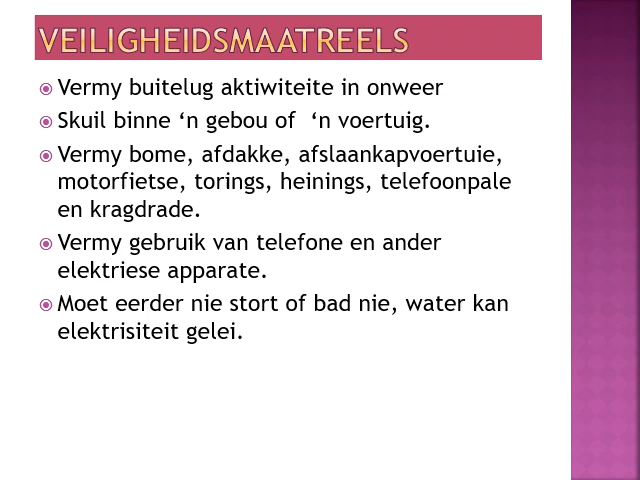 VEILIGHEIDSMAATREELS
Vermy buitelug aktiwiteite in onweer
Skuil binne ‘n gebou of  ‘n voertuig.
Vermy bome, afdakke, afslaankapvoertuie,
motorfietse, torings, heinings, telefoonpale
en kragdrade.
Vermy gebruik van telefone en ander
elektriese apparate.
Moet eerder nie stort of bad nie, water kan
elektrisiteit gelei.